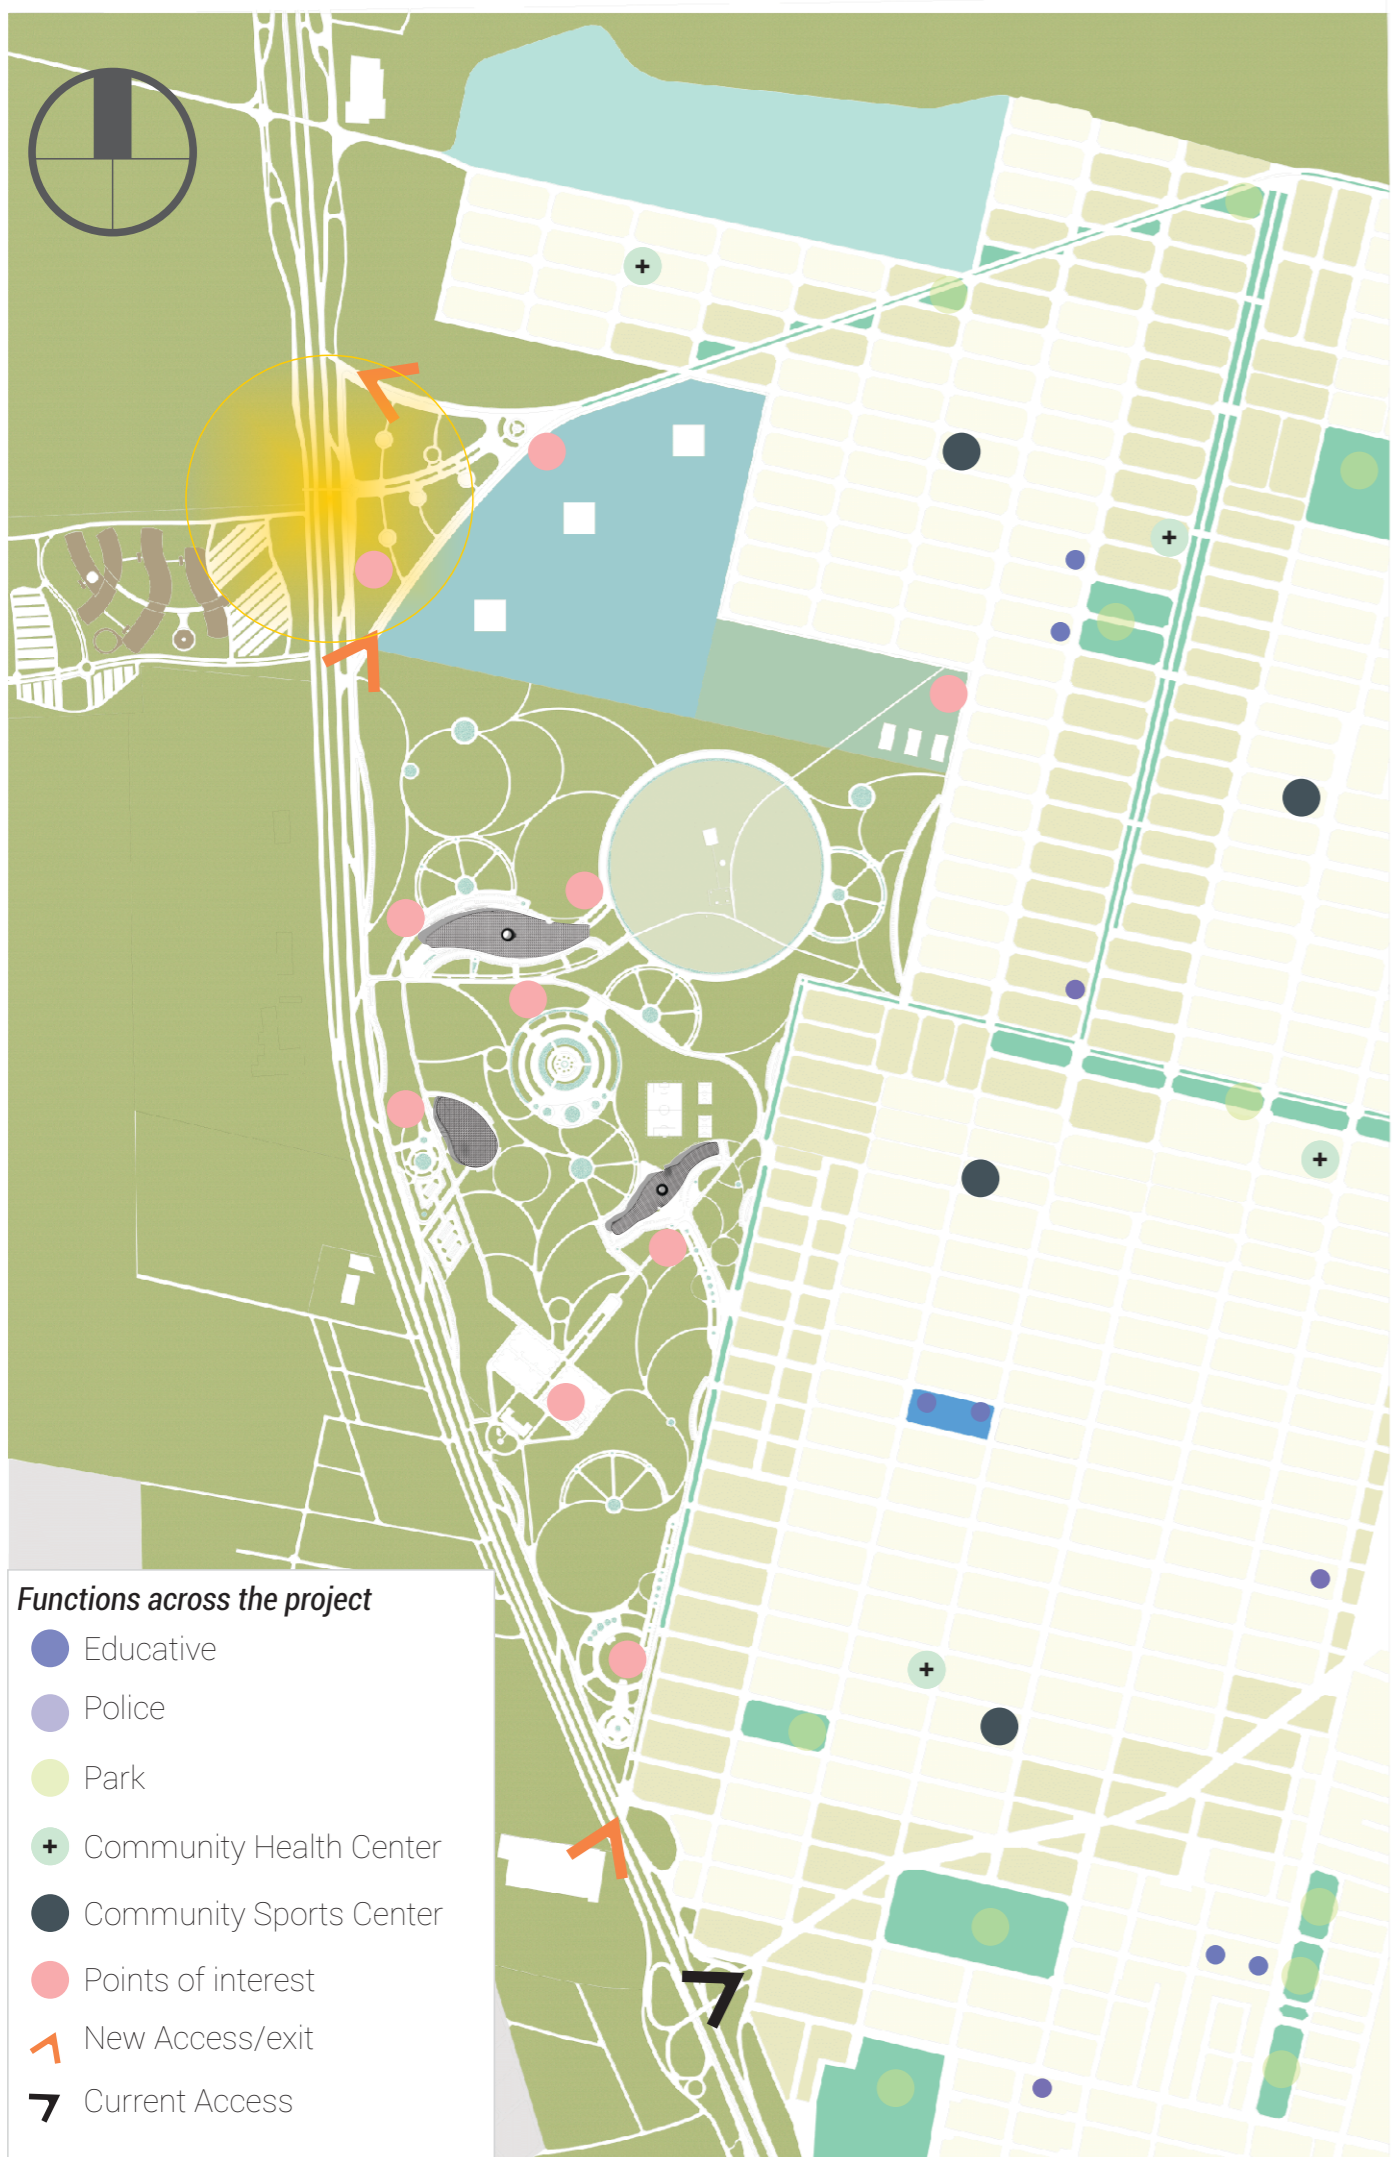 Functions across the project
Educative
Police
Park
Community Health Center
Community Sports Center
Points of interest
New Access/exit
Current Access